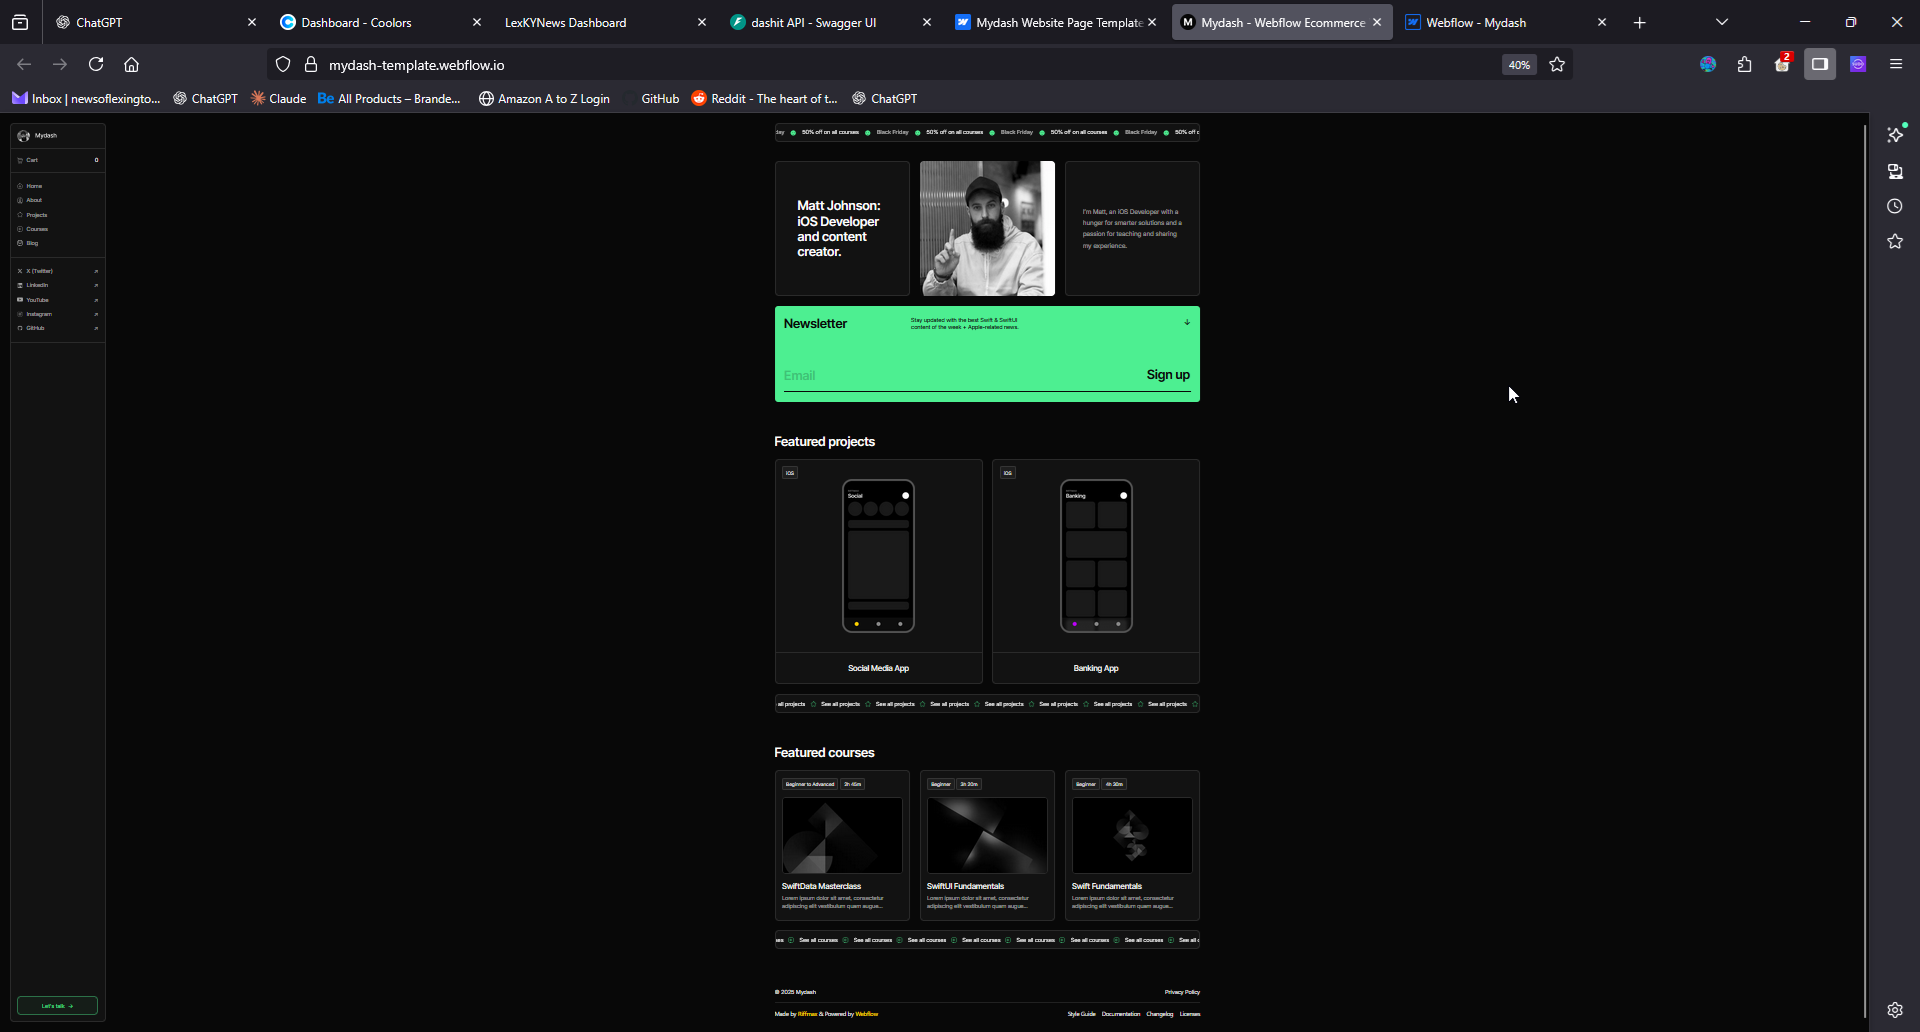 ChatGPT
Dashboard - Coolors
LexKYNews Dashboard
dashit API - Swagger UI
Mydash Website Page Template
Mydash - Webflow Ecommerce
Webflow - Mydash
mydash-template.webflow.io
40%
2
Inbox | newsoflexingto...
ChatGPT
Claude
Be All Products – Brande...
Amazon A to Z Login
GitHub
Reddit - The heart of t...
ChatGPT
Mydash
Cart 0
Home
About
Projects
Courses
Blog
X (Twitter)
LinkedIn
YouTube
Instagram
GitHub
Let's talk →
50% off on all courses Black Friday 50% off on all courses Black Friday 50% off on all courses Black Friday 50% off
Matt Johnson:
iOS Developer
and content
creator.
I'm Matt, an iOS Developer with a
hunger for smarter solutions and a
passion for teaching and sharing
my experience.
Newsletter
Stay updated with the best Swift & SwiftUI
content of the week + Apple-related news.
↓
Email
Sign up
Featured projects
iOS
Social
Social Media App
iOS
Banking
Banking App
all projects See all projects See all projects See all projects See all projects See all projects See all projects See all projects
Featured courses
Beginner to Advanced 3h 45m
SwiftData Masterclass
Lorem ipsum dolor sit amet, consectetur
adipiscing elit vestibulum quam augue...
Beginner 3h 30m
SwiftUI Fundamentals
Lorem ipsum dolor sit amet, consectetur
adipiscing elit vestibulum quam augue...
Beginner 4h 30m
Swift Fundamentals
Lorem ipsum dolor sit amet, consectetur
adipiscing elit vestibulum quam augue...
See all courses See all courses See all courses See all courses See all courses See all courses See all courses See all
© 2025 Mydash
Privacy Policy
Made by Riffmax & Powered by Webflow
Style Guide Documentation Changelog Licenses